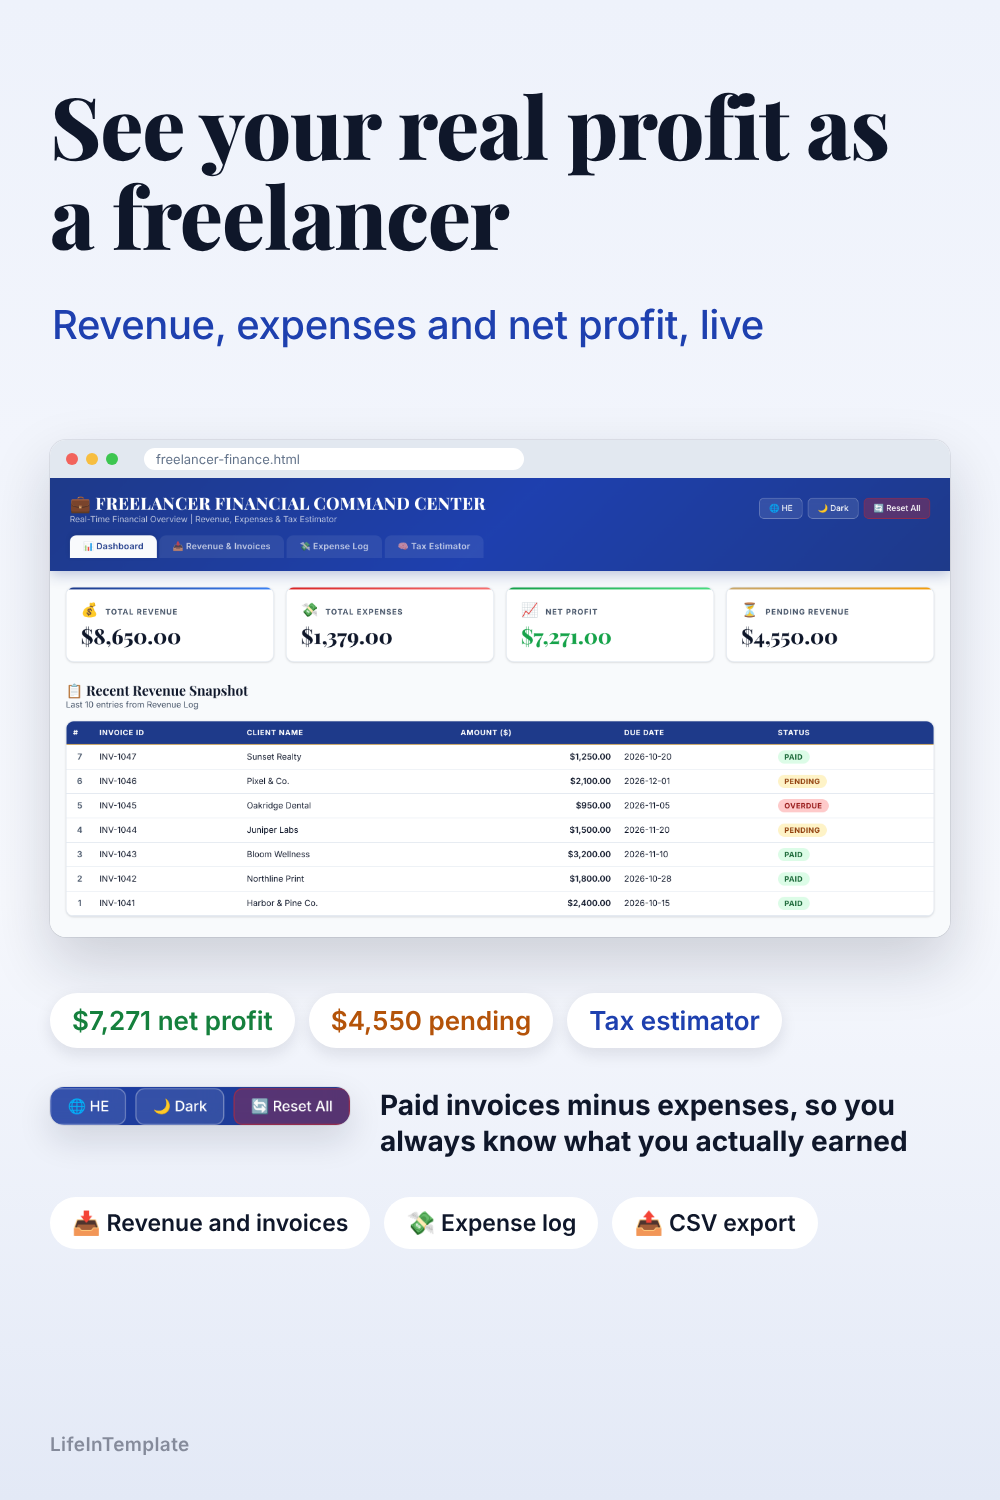 See your real profit as
a freelancer
Revenue, expenses and net profit, live
freelancer-finance.html
💼 FREELANCER FINANCIAL COMMAND CENTER
Real-Time Financial Overview | Revenue, Expenses & Tax Estimator
🌐 HE 🌙 Dark 🔄 Reset All
📊 Dashboard 📥 Revenue & Invoices 💸 Expense Log 🧠 Tax Estimator
💰 TOTAL REVENUE 💸 TOTAL EXPENSES 📈 NET PROFIT ⏳ PENDING REVENUE
$8,650.00 $1,379.00 $7,271.00 $4,550.00
📋 Recent Revenue Snapshot
Last 10 entries from Revenue Log
# INVOICE ID CLIENT NAME AMOUNT ($) DUE DATE STATUS
7 INV-1047 Sunset Realty $1,250.00 2026-10-20 PAID
6 INV-1046 Pixel & Co. $2,100.00 2026-12-01 PENDING
5 INV-1045 Oakridge Dental $950.00 2026-11-05 OVERDUE
4 INV-1044 Juniper Labs $1,500.00 2026-11-20 PENDING
3 INV-1043 Bloom Wellness $3,200.00 2026-11-10 PAID
2 INV-1042 Northline Print $1,800.00 2026-10-28 PAID
1 INV-1041 Harbor & Pine Co. $2,400.00 2026-10-15 PAID
$7,271 net profit $4,550 pending Tax estimator
🌐 HE 🌙 Dark 🔄 Reset All
Paid invoices minus expenses, so you
always know what you actually earned
📥 Revenue and invoices 💸 Expense log 📤 CSV export
LifeInTemplate